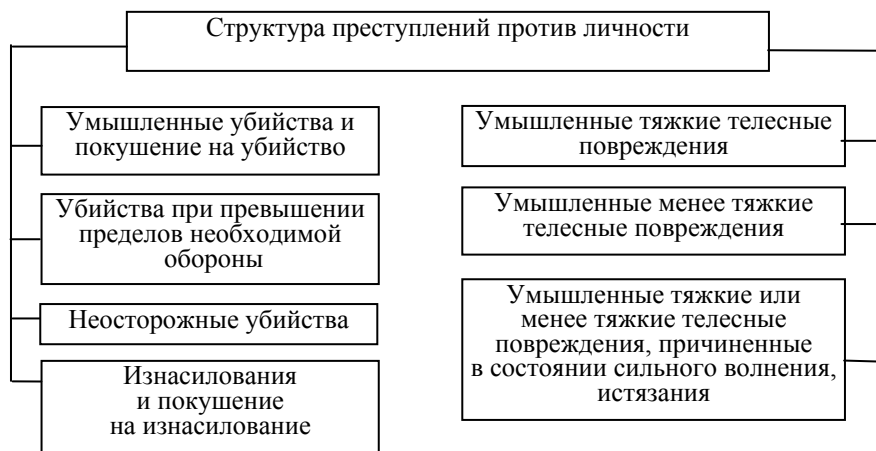 Структура преступлений против личности
Умышленные убийства и
покушение на убийство
Убийства при превышении
пределов необходимой
обороны
Неосторожные убийства
Изнасилования
и покушение
на изнасилование
Умышленные тяжкие телесные
повреждения
Умышленные менее тяжкие
телесные повреждения
Умышленные тяжкие или
менее тяжкие телесные
повреждения, причиненные
в состоянии сильного волнения,
истязания